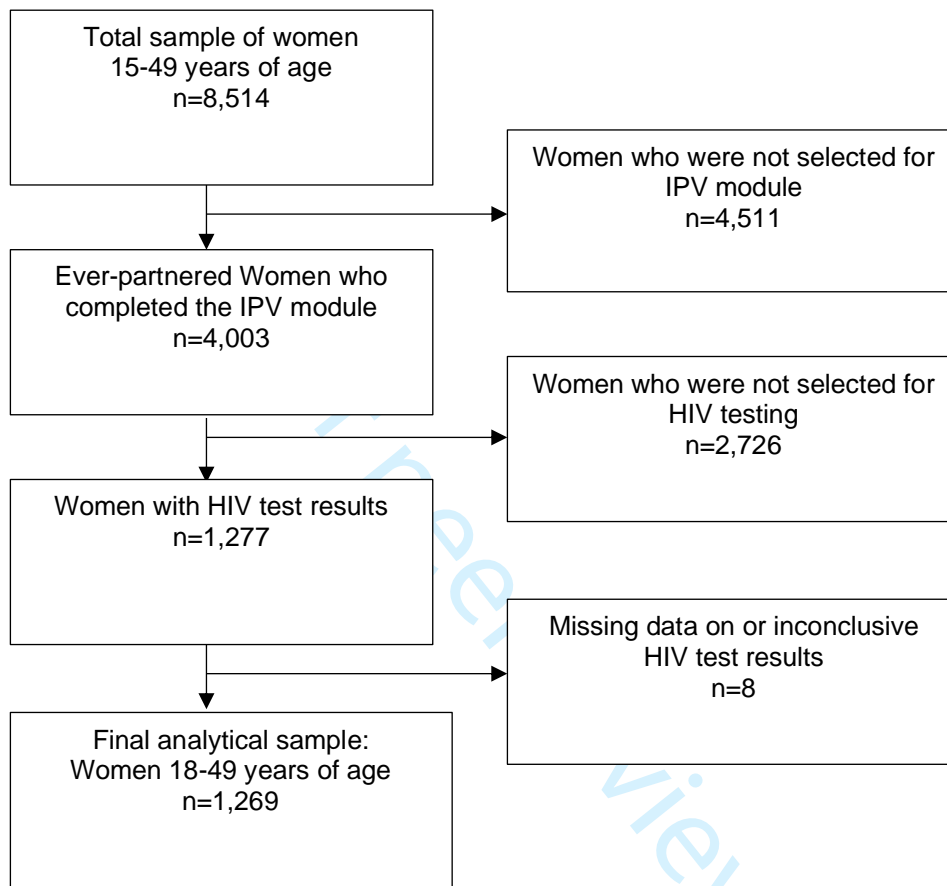 Total sample of women
15-49 years of age
n=8,514
Women who were not selected for
IPV module
n=4,511
Ever-partnered Women who
completed the IPV module
n=4,003
Women who were not selected for
HIV testing
n=2,726
Women with HIV test results
n=1,277
Missing data on or inconclusive
HIV test results
n=8
Final analytical sample:
Women 18-49 years of age
n=1,269